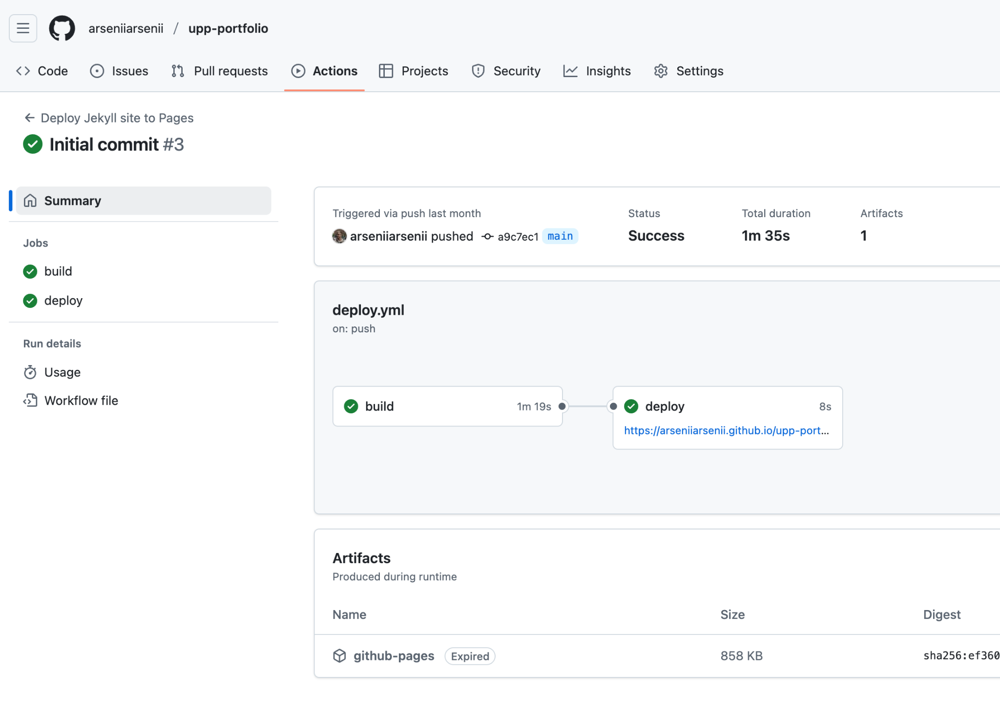 arseniiarsenii / upp-portfolio
Code Issues Pull requests Actions Projects Security Insights Settings
Deploy Jekyll site to Pages
Initial commit #3
Summary
Jobs
build
deploy
Run details
Usage
Workflow file
Triggered via push last month
arseniiarsenii pushed a9c7ec1 main
Status
Success
Total duration
1m 35s
Artifacts
1
deploy.yml
on: push
build 1m 19s
deploy 8s
https://arseniiarsenii.github.io/upp-port...
Artifacts
Produced during runtime
Name Size Digest
github-pages Expired 858 KB sha256:ef360